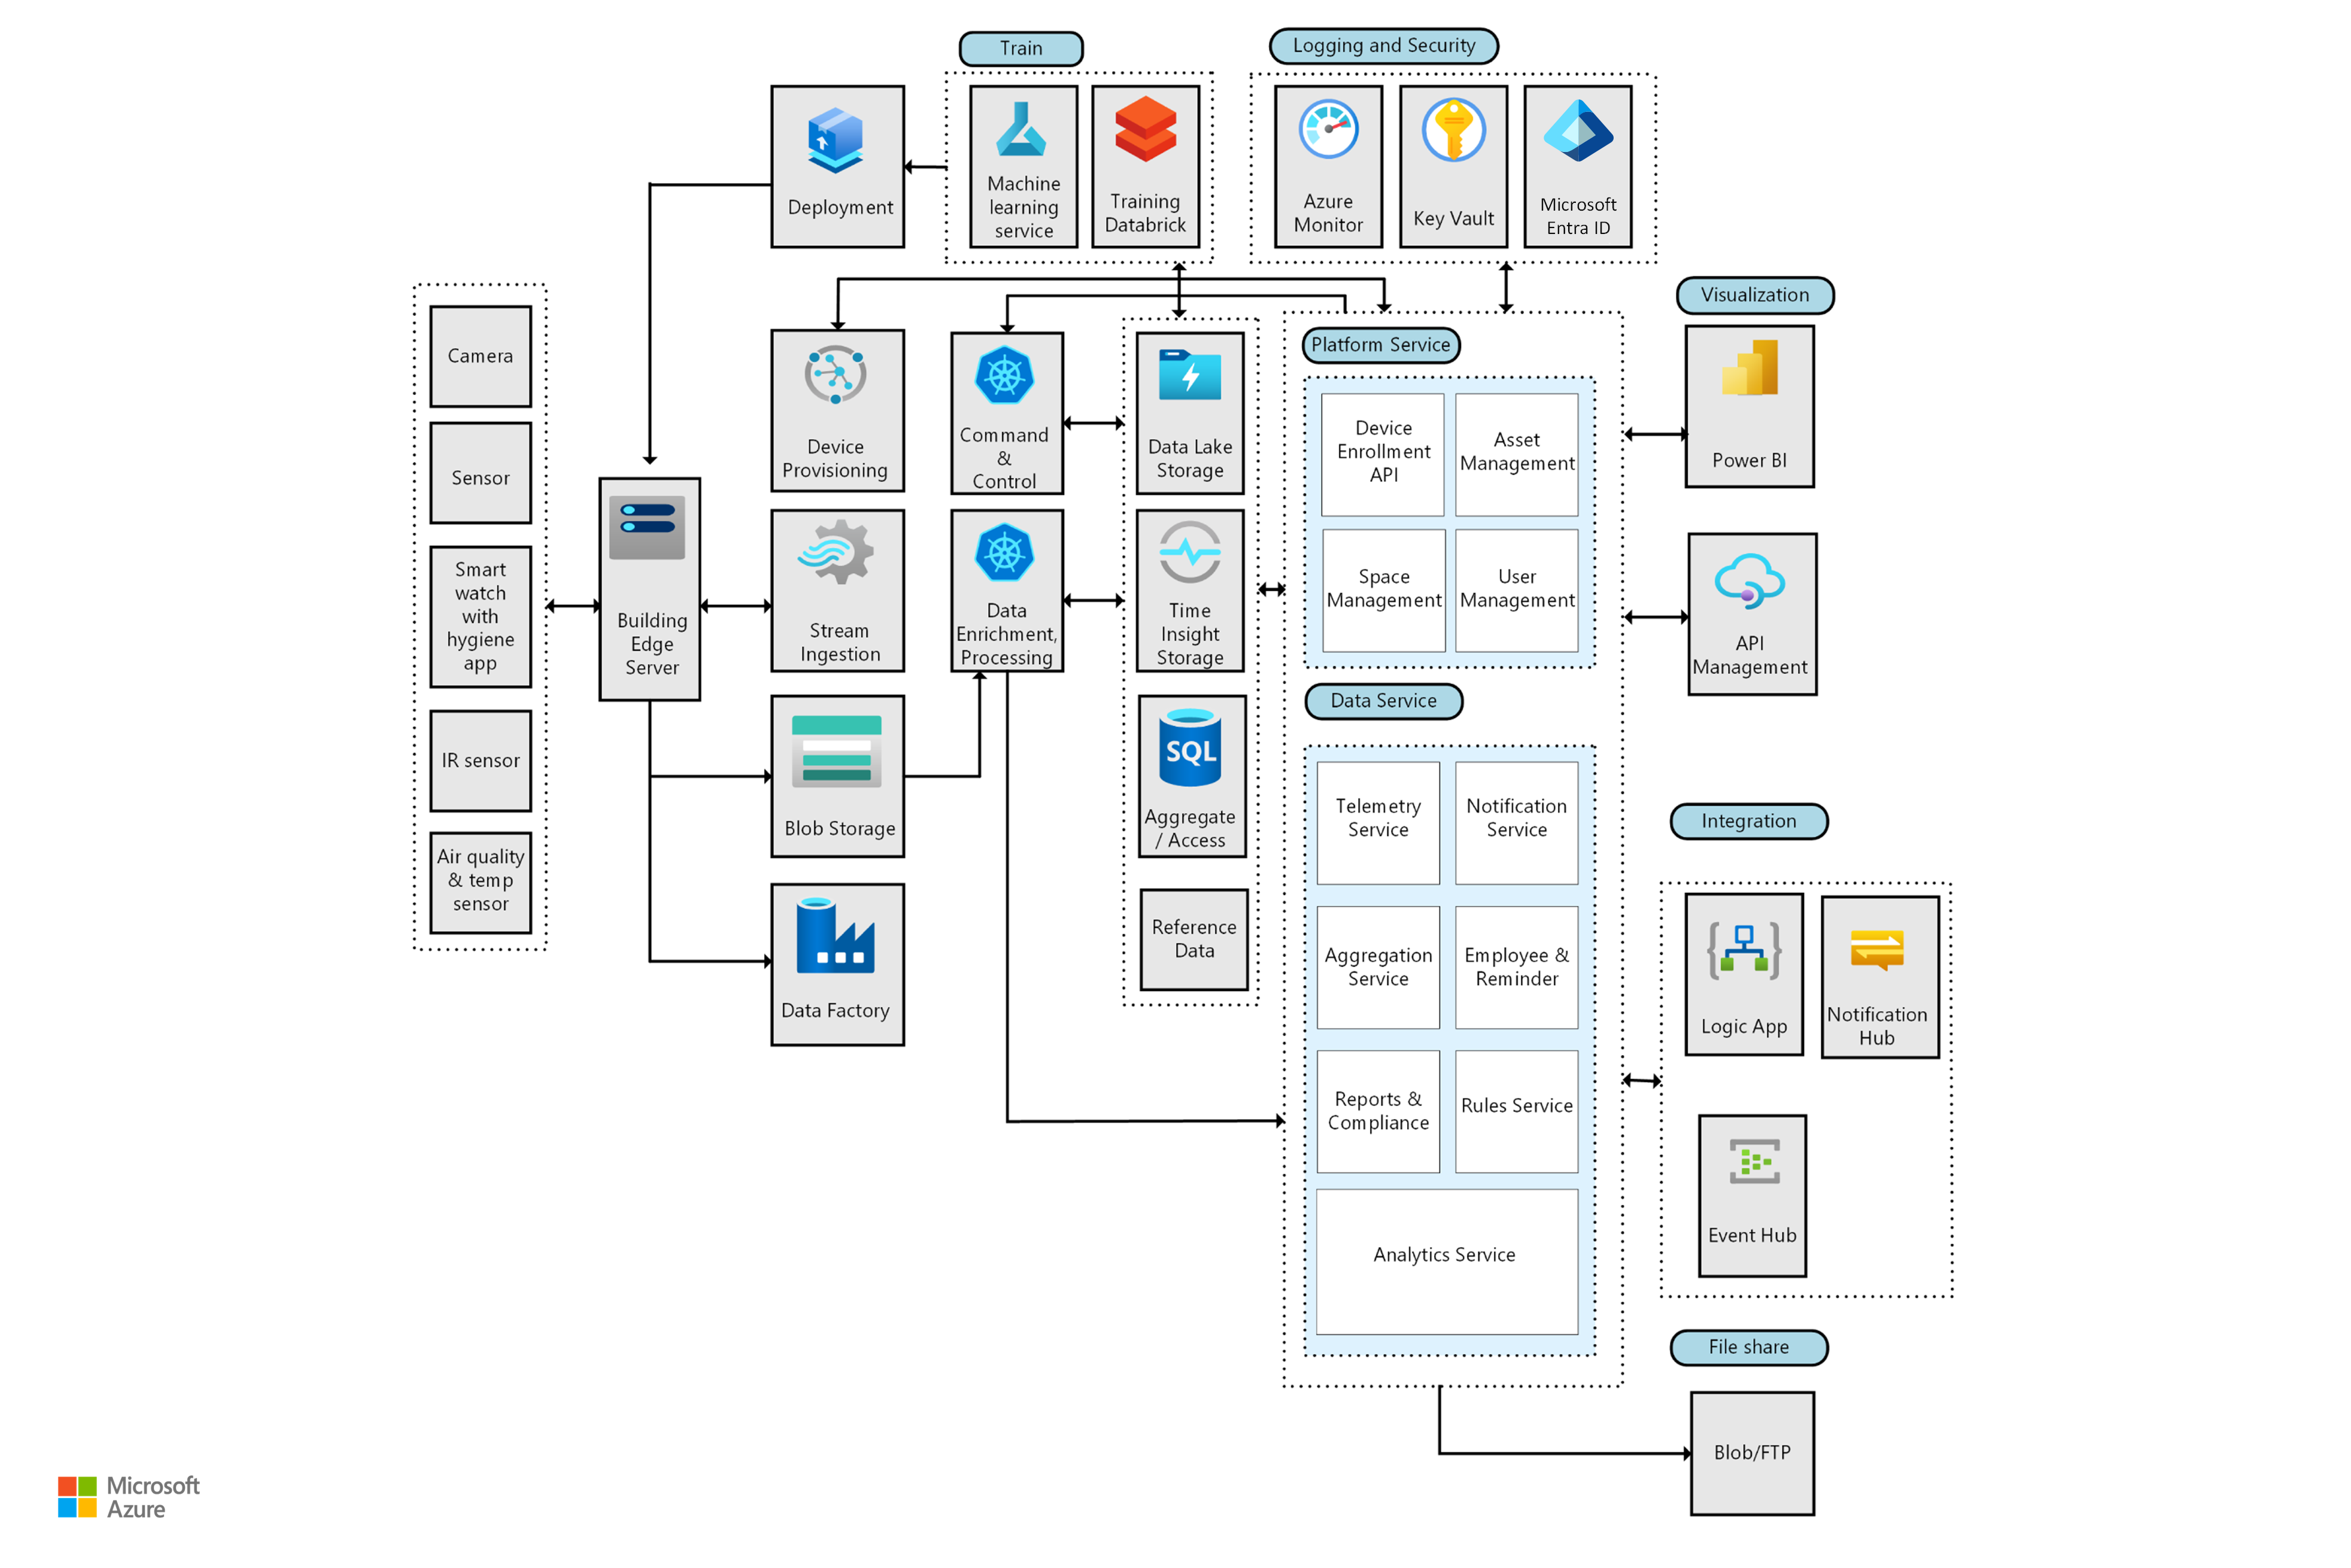 Train
Logging and Security
Deployment
Machine
learning
service
Training
Databrick
Azure
Monitor
Key Vault
Microsoft
Entra ID
Camera
Sensor
Smart
watch
with
hygiene
app
IR sensor
Air quality
& temp
sensor
Building
Edge
Server
Device
Provisioning
Stream
Ingestion
Blob Storage
Data Factory
Command
&
Control
Data
Enrichment,
Processing
Data Lake
Storage
Time
Insight
Storage
SQL
Aggregate
/ Access
Reference
Data
Platform Service
Device
Enrollment
API
Asset
Management
Space
Management
User
Management
Data Service
Telemetry
Service
Notification
Service
Aggregation
Service
Employee &
Reminder
Reports &
Compliance
Rules Service
Analytics Service
Visualization
Power BI
API
Management
Integration
Logic App
Notification
Hub
Event Hub
File share
Blob/FTP
Microsoft
Azure